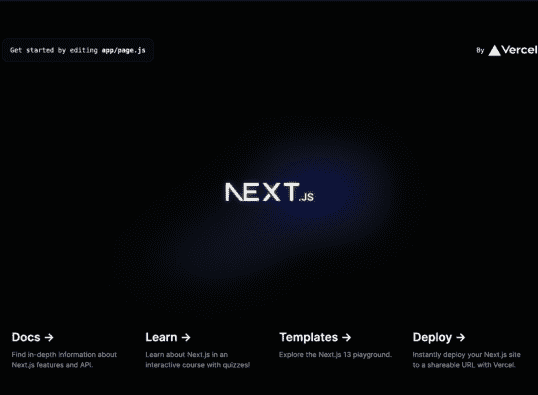 Get started by editing app/page.js
By Vercel
NEXT.JS
Docs →
Find in-depth information about
Next.js features and API.
Learn →
Learn about Next.js in an
interactive course with quizzes!
Templates →
Explore the Next.js 13 playground.
Deploy →
Instantly deploy your Next.js site
to a shareable URL with Vercel.